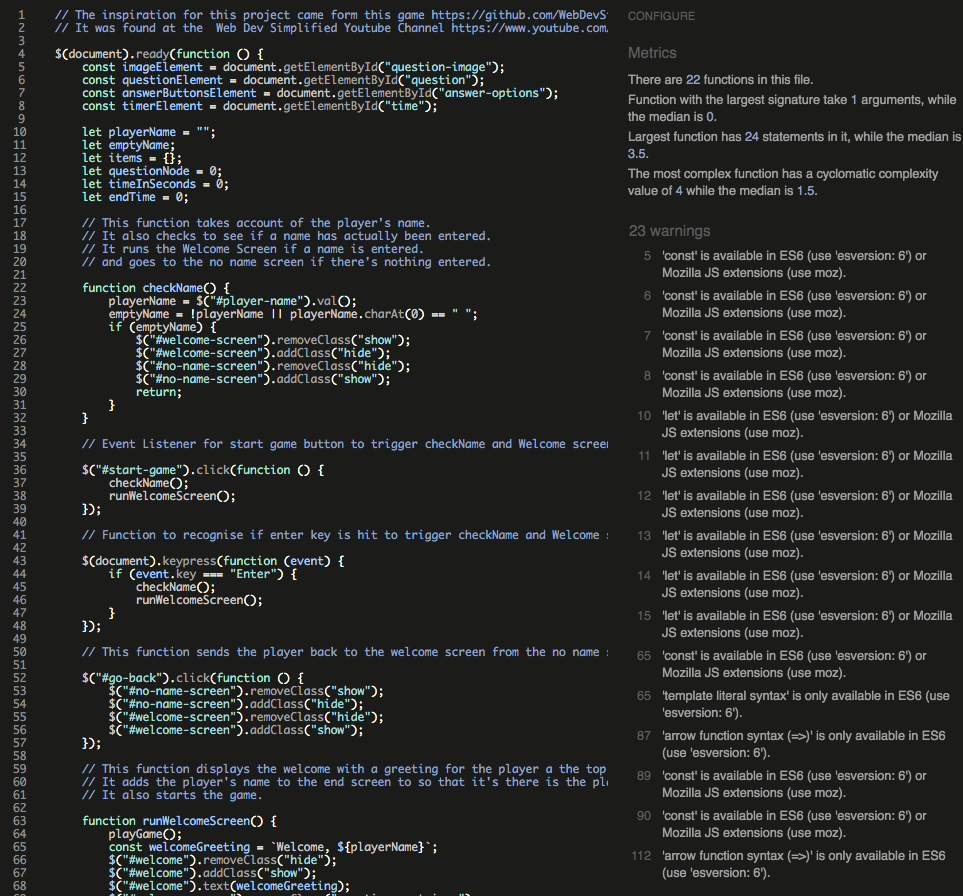 1 // The inspiration for this project came form this game https://github.com/WebDevS
2 // It was found at the  Web Dev Simplified Youtube Channel https://www.youtube.com/
3
4 $(document).ready(function () {
5     const imageElement = document.getElementById("question-image");
6     const questionElement = document.getElementById("question");
7     const answerButtonsElement = document.getElementById("answer-options");
8     const timerElement = document.getElementById("time");
9
10     let playerName = "";
11     let emptyName;
12     let items = {};
13     let questionNode = 0;
14     let timeInSeconds = 0;
15     let endTime = 0;
16
17     // This function takes account of the player's name.
18     // It also checks to see if a name has actually been entered.
19     // It runs the Welcome Screen if a name is entered.
20     // and goes to the no name screen if there's nothing entered.
21
22     function checkName() {
23         playerName = $("#player-name").val();
24         emptyName = !playerName || playerName.charAt(0) == " ";
25         if (emptyName) {
26             $("#welcome-screen").removeClass("show");
27             $("#welcome-screen").addClass("hide");
28             $("#no-name-screen").removeClass("hide");
29             $("#no-name-screen").addClass("show");
30             return;
31         }
32     }
33
34     // Event Listener for start game button to trigger checkName and Welcome screen
35
36     $("#start-game").click(function () {
37         checkName();
38         runWelcomeScreen();
39     });
40
41     // Function to recognise if enter key is hit to trigger checkName and Welcome s
42
43     $(document).keypress(function (event) {
44         if (event.key === "Enter") {
45             checkName();
46             runWelcomeScreen();
47         }
48     });
49
50     // This function sends the player back to the welcome screen from the no name s
51
52     $("#go-back").click(function () {
53         $("#no-name-screen").removeClass("show");
54         $("#no-name-screen").addClass("hide");
55         $("#welcome-screen").removeClass("hide");
56         $("#welcome-screen").addClass("show");
57     });
58
59     // This function displays the welcome with a greeting for the player a the top
60     // It adds the player's name to the end screen to so that it's there is the pl
61     // It also starts the game.
62
63     function runWelcomeScreen() {
64         playGame();
65         const welcomeGreeting = `Welcome, ${playerName}`;
66         $("#welcome").removeClass("hide");
67         $("#welcome").addClass("show");
68         $("#welcome").text(welcomeGreeting);
CONFIGURE
Metrics
There are 22 functions in this file.
Function with the largest signature take 1 arguments, while
the median is 0.
Largest function has 24 statements in it, while the median is
3.5.
The most complex function has a cyclomatic complexity
value of 4 while the median is 1.5.
23 warnings
5 'const' is available in ES6 (use 'esversion: 6') or
Mozilla JS extensions (use moz).
6 'const' is available in ES6 (use 'esversion: 6') or
Mozilla JS extensions (use moz).
7 'const' is available in ES6 (use 'esversion: 6') or
Mozilla JS extensions (use moz).
8 'const' is available in ES6 (use 'esversion: 6') or
Mozilla JS extensions (use moz).
10 'let' is available in ES6 (use 'esversion: 6') or Mozilla
JS extensions (use moz).
11 'let' is available in ES6 (use 'esversion: 6') or Mozilla
JS extensions (use moz).
12 'let' is available in ES6 (use 'esversion: 6') or Mozilla
JS extensions (use moz).
13 'let' is available in ES6 (use 'esversion: 6') or Mozilla
JS extensions (use moz).
14 'let' is available in ES6 (use 'esversion: 6') or Mozilla
JS extensions (use moz).
15 'let' is available in ES6 (use 'esversion: 6') or Mozilla
JS extensions (use moz).
65 'const' is available in ES6 (use 'esversion: 6') or
Mozilla JS extensions (use moz).
65 'template literal syntax' is only available in ES6 (use
'esversion: 6').
87 'arrow function syntax (=>)' is only available in ES6
(use 'esversion: 6').
89 'const' is available in ES6 (use 'esversion: 6') or
Mozilla JS extensions (use moz).
90 'const' is available in ES6 (use 'esversion: 6') or
Mozilla JS extensions (use moz).
112 'arrow function syntax (=>)' is only available in ES6
(use 'esversion: 6').